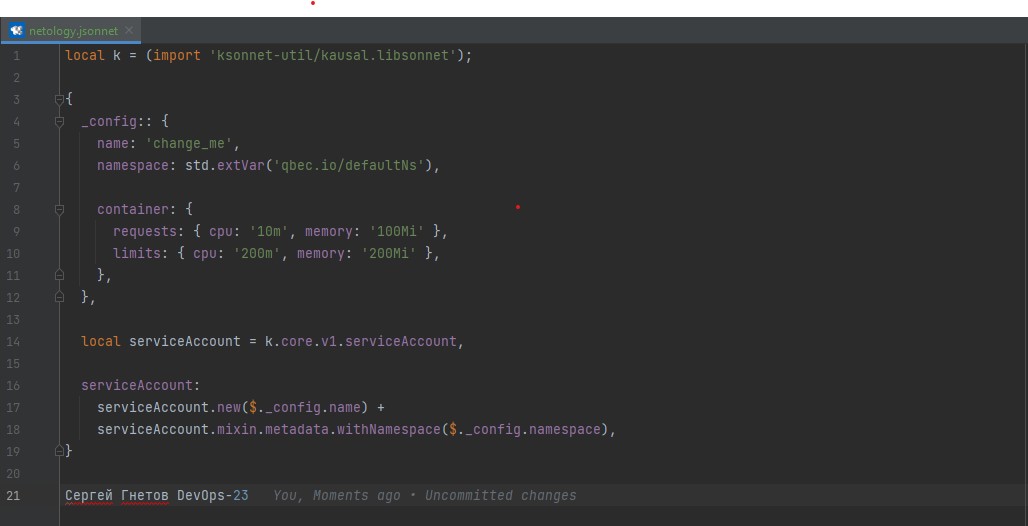 netology.jsonnet
1 local k = (import 'ksonnet-util/kausal.libsonnet');
2
3 {
4 _config:: {
5 name: 'change_me',
6 namespace: std.extVar('qbec.io/defaultNs'),
7
8 container: {
9 requests: { cpu: '10m', memory: '100Mi' },
10 limits: { cpu: '200m', memory: '200Mi' },
11 },
12 },
13
14 local serviceAccount = k.core.v1.serviceAccount,
15
16 serviceAccount:
17 serviceAccount.new($._config.name) +
18 serviceAccount.mixin.metadata.withNamespace($._config.namespace),
19 }
20
21 Сергей Гнетов DevOps-23 You, Moments ago • Uncommitted changes